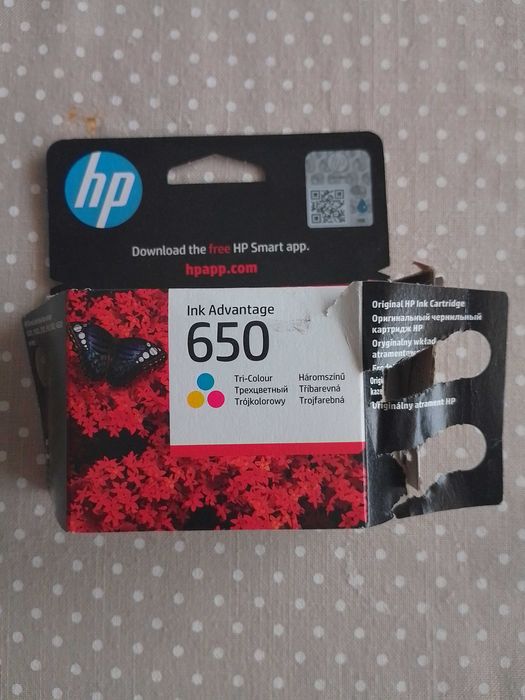 hp
Download the free HP Smart app.
hpapp.com
Ink Advantage
650
Tri-Colour
Трехцветный
Trójkolorowy
Háromszínű
Tříbarevná
Trojfarebná
Original HP Ink Cartridge
Оригинальный чернильный
картридж HP
Oryginalny wkład
atramentowy
Originálny atrament HP